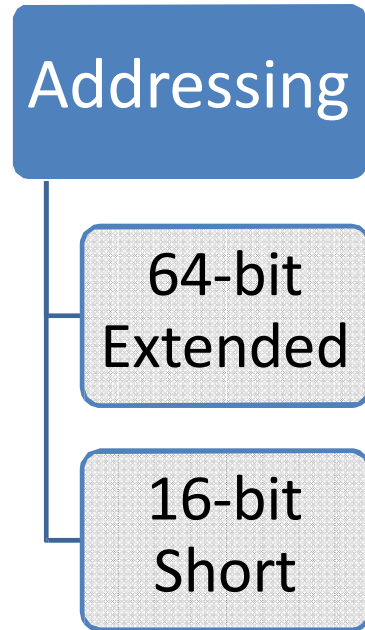 Addressing
64-bit
Extended
16-bit
Short